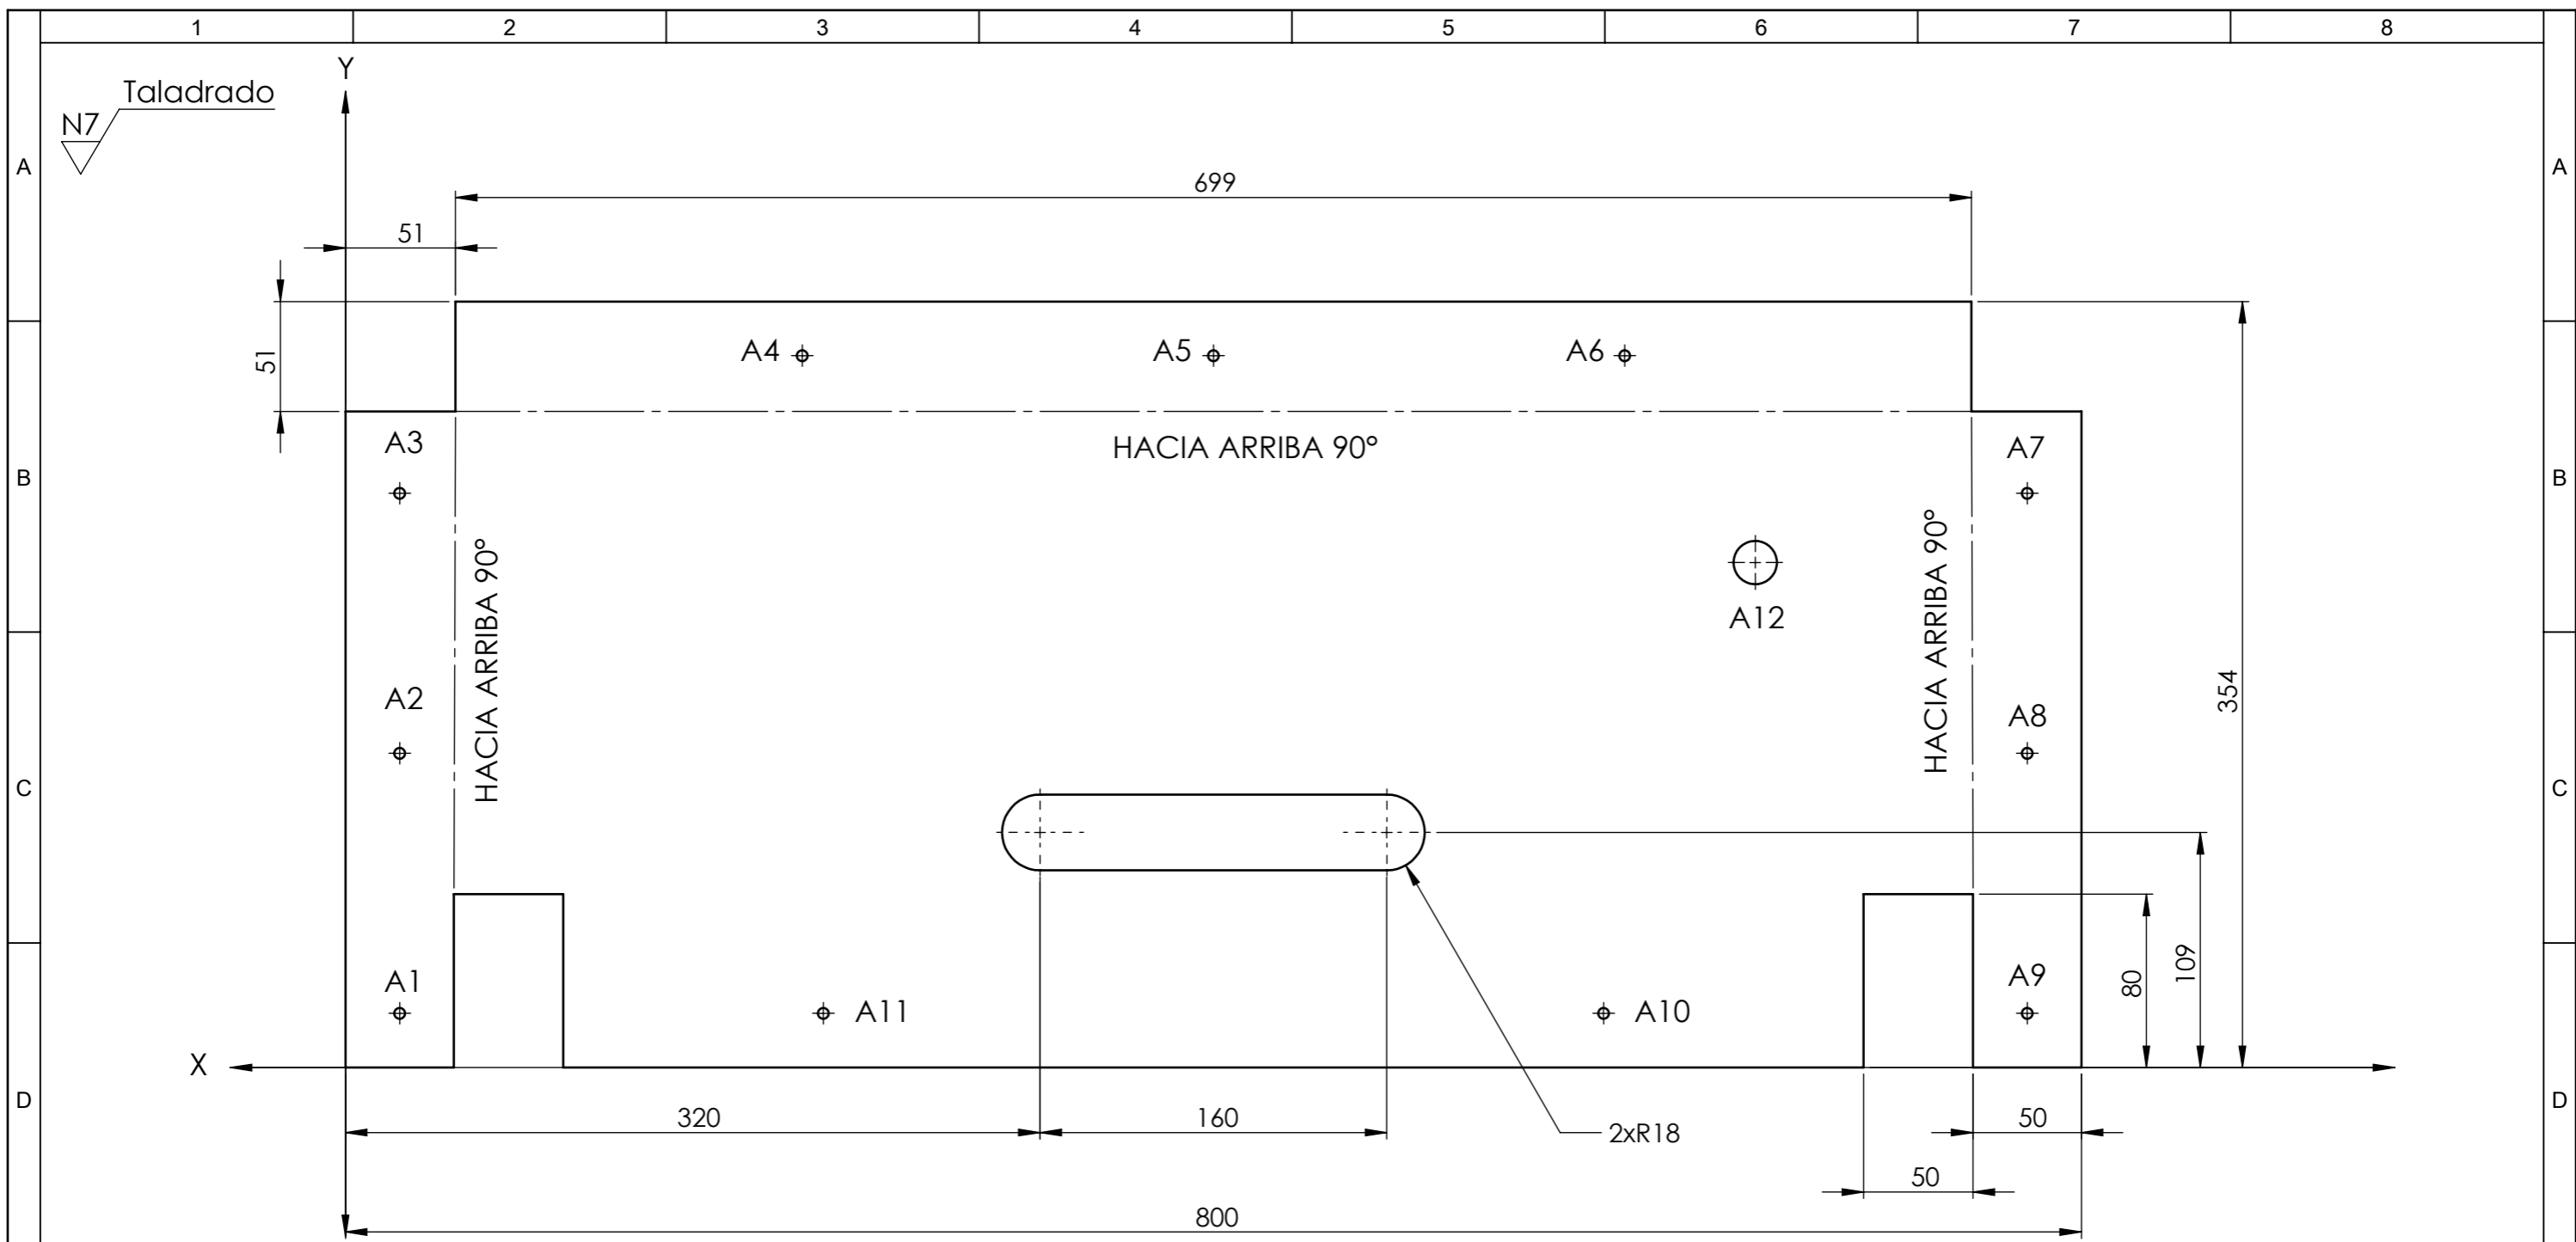 1 2 3 4 5 6 7 8
Y
Taladrado
N7
A A
699
51
51
A4 A5 A6
A3
HACIA ARRIBA 90°
A7
B B
HACIA ARRIBA 90°
HACIA ARRIBA 90°
A12
A2
A8
354
C C
A1
A11
A10
A9
80
109
X
D D
320
160
2xR18
50
50
800